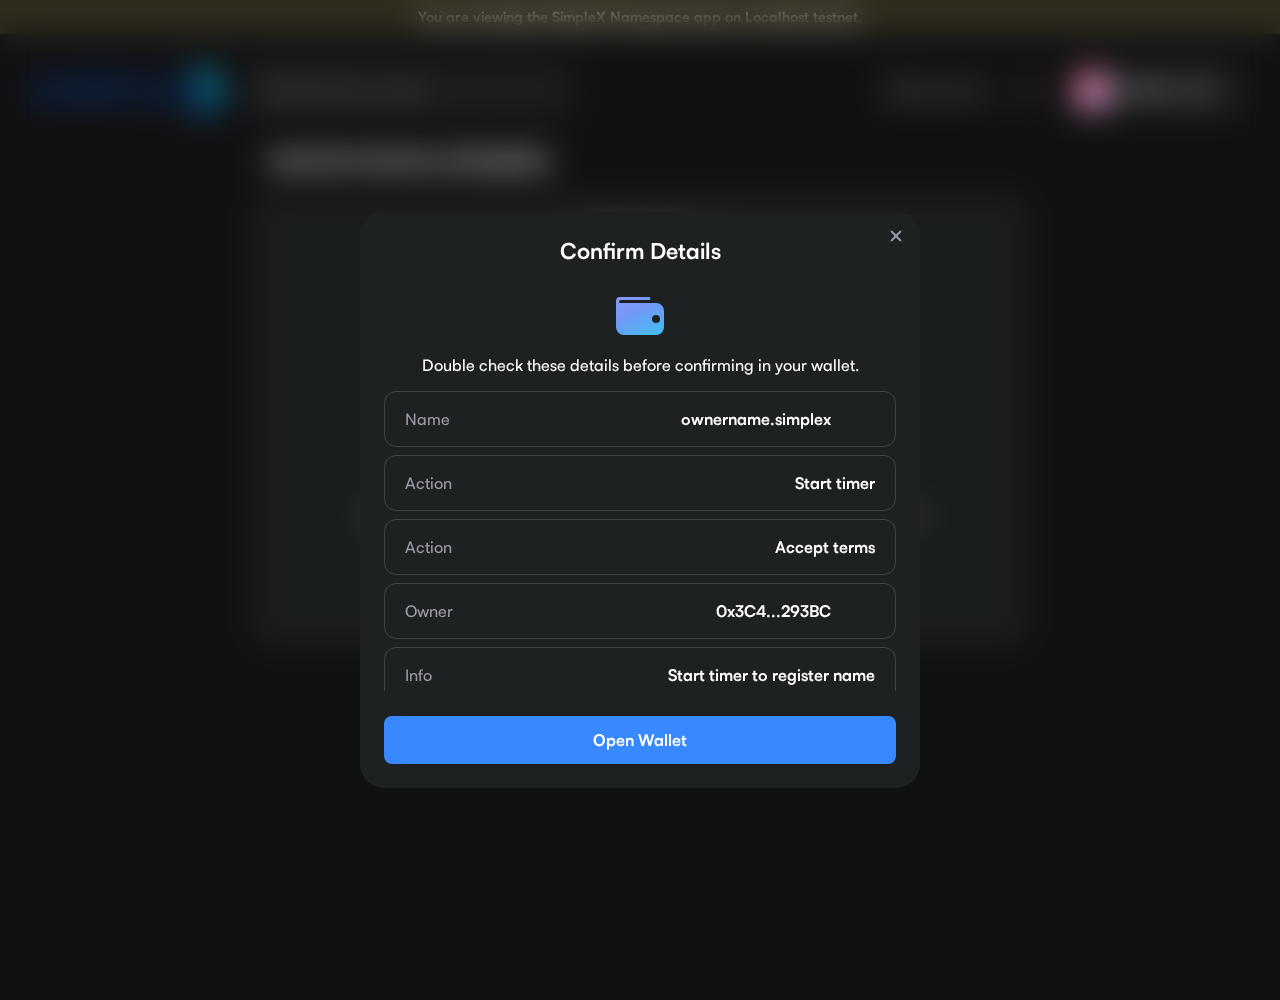 You are viewing the SimpleX Namespace app on Localhost testnet.
Confirm Details
Double check these details before confirming in your wallet.
Name ownername.simplex
Action Start timer
Action Accept terms
Owner 0x3C4...293BC
Info Start timer to register name
Open Wallet